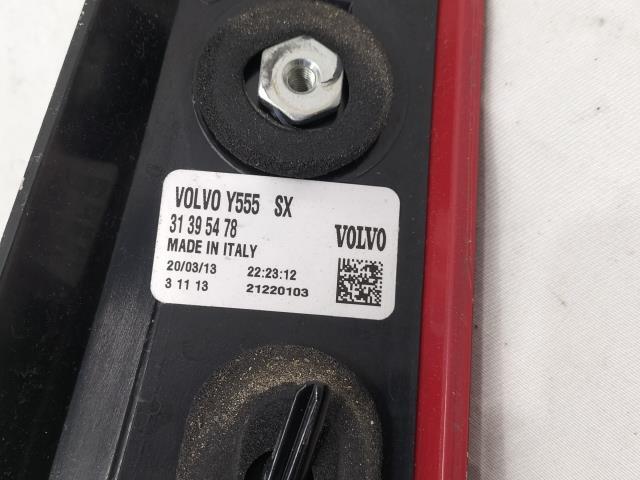 VOLVO Y555 SX
31 39 54 78
MADE IN ITALY
VOLVO
20/03/13 22:23:12
3 11 13 21220103